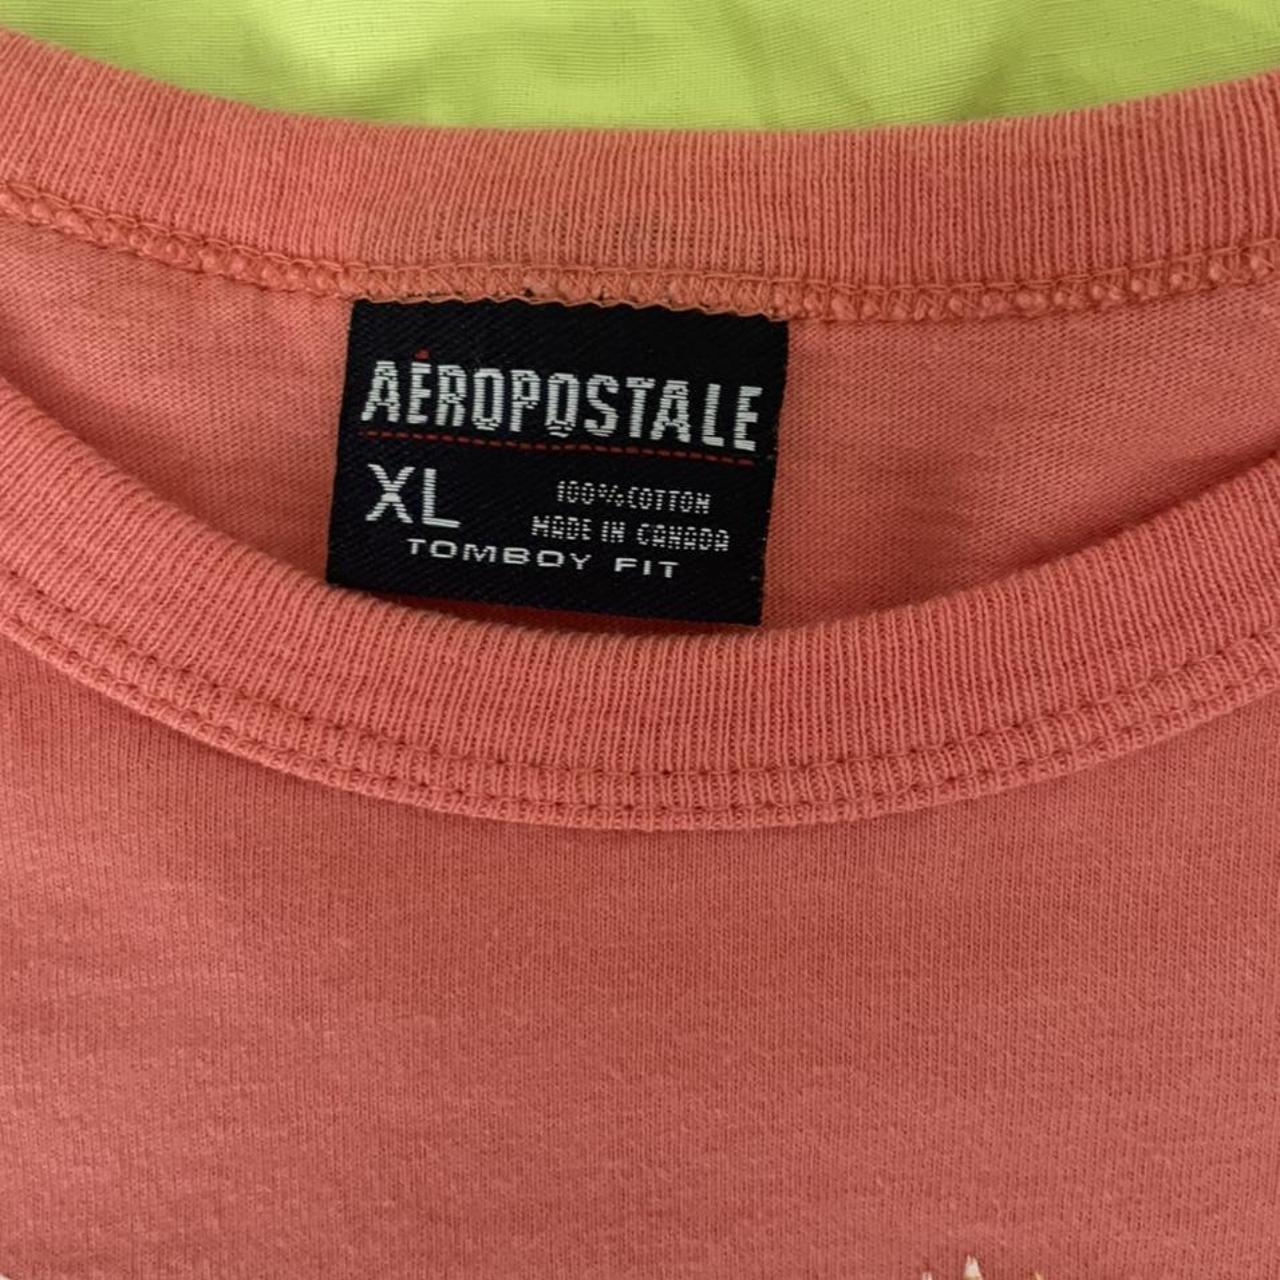 AÉROPOSTALE
XL
100% COTTON
MADE IN CANADA
TOMBOY FIT